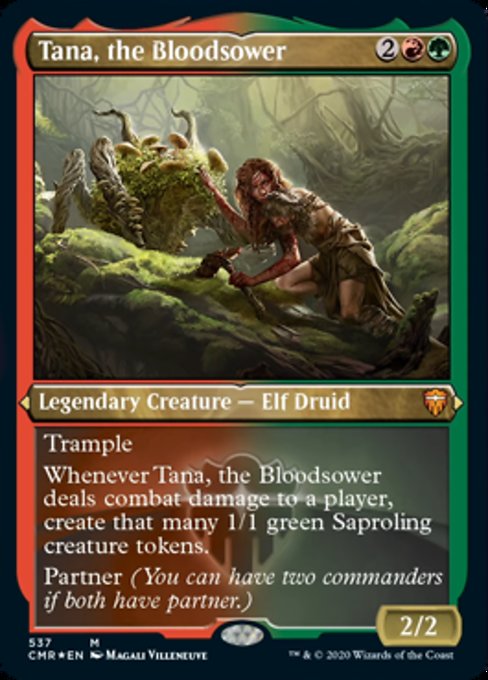 Tana, the Bloodsower 2
Legendary Creature — Elf Druid
Trample
Whenever Tana, the Bloodsower
deals combat damage to a player,
create that many 1/1 green Saproling
creature tokens.
Partner (You can have two commanders
if both have partner.)
2/2
537 M
CMR★EN Magali Villeneuve
™ & © 2020 Wizards of the Coast